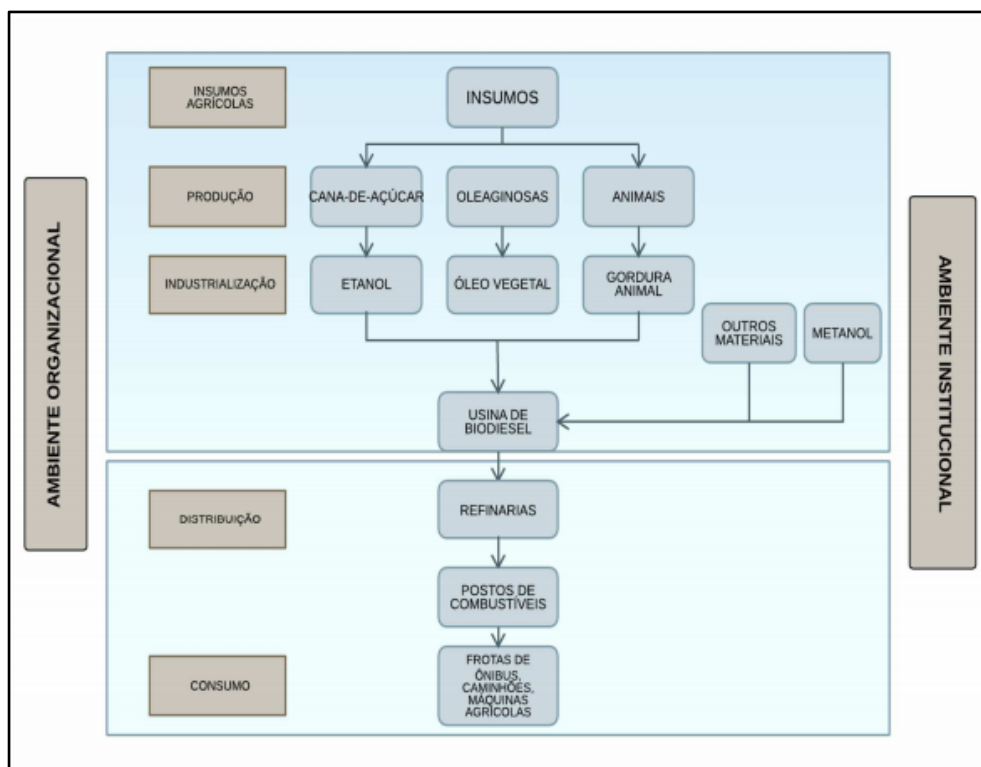 INSUMOS
AGRÍCOLAS
INSUMOS
PRODUÇÃO
CANA-DE-AÇÚCAR
OLEAGINOSAS
ANIMAIS
INDUSTRIALIZAÇÃO
ETANOL
ÓLEO VEGETAL
GORDURA
ANIMAL
OUTROS
MATERIAIS
METANOL
USINA DE
BIODIESEL
AMBIENTE ORGANIZACIONAL
AMBIENTE INSTITUCIONAL
DISTRIBUIÇÃO
REFINARIAS
POSTOS DE
COMBUSTÍVEIS
CONSUMO
FROTAS DE
ÔNIBUS,
CAMINHÕES,
MÁQUINAS
AGRÍCOLAS